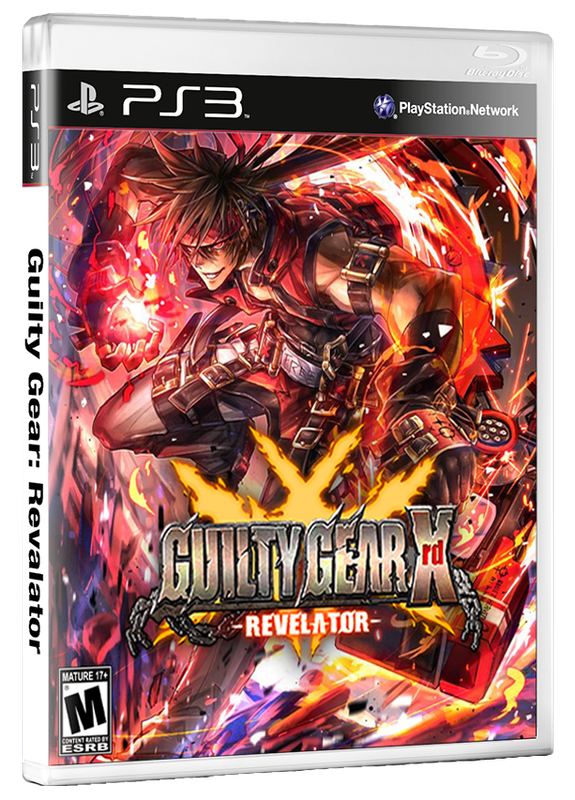 Blu-ray Disc
PS3
PlayStation®Network
PS3
Guilty Gear: Revalator
GUILTY GEAR Xrd
-REVELATOR-
MATURE 17+
M
CONTENT RATED BY
ESRB